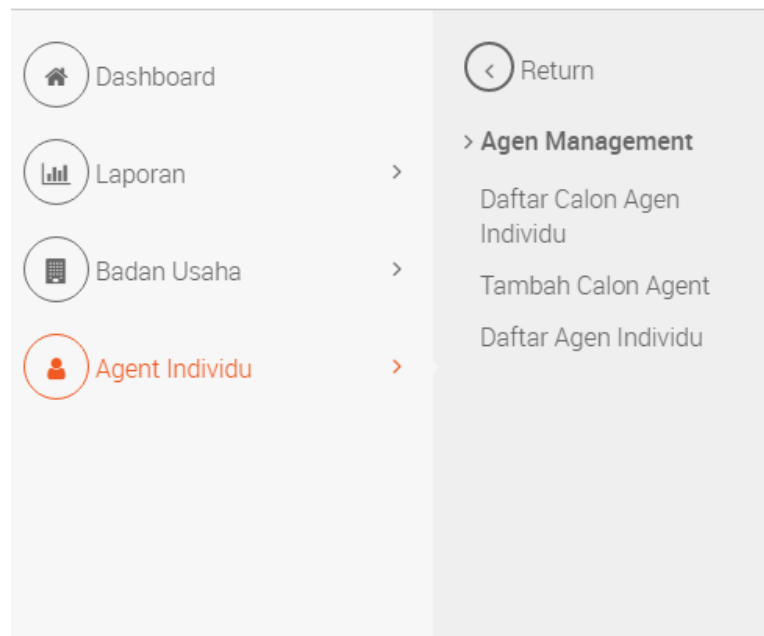 Dashboard
Laporan
Badan Usaha
Agent Individu
Return
Agen Management
Daftar Calon Agen
Individu
Tambah Calon Agent
Daftar Agen Individu